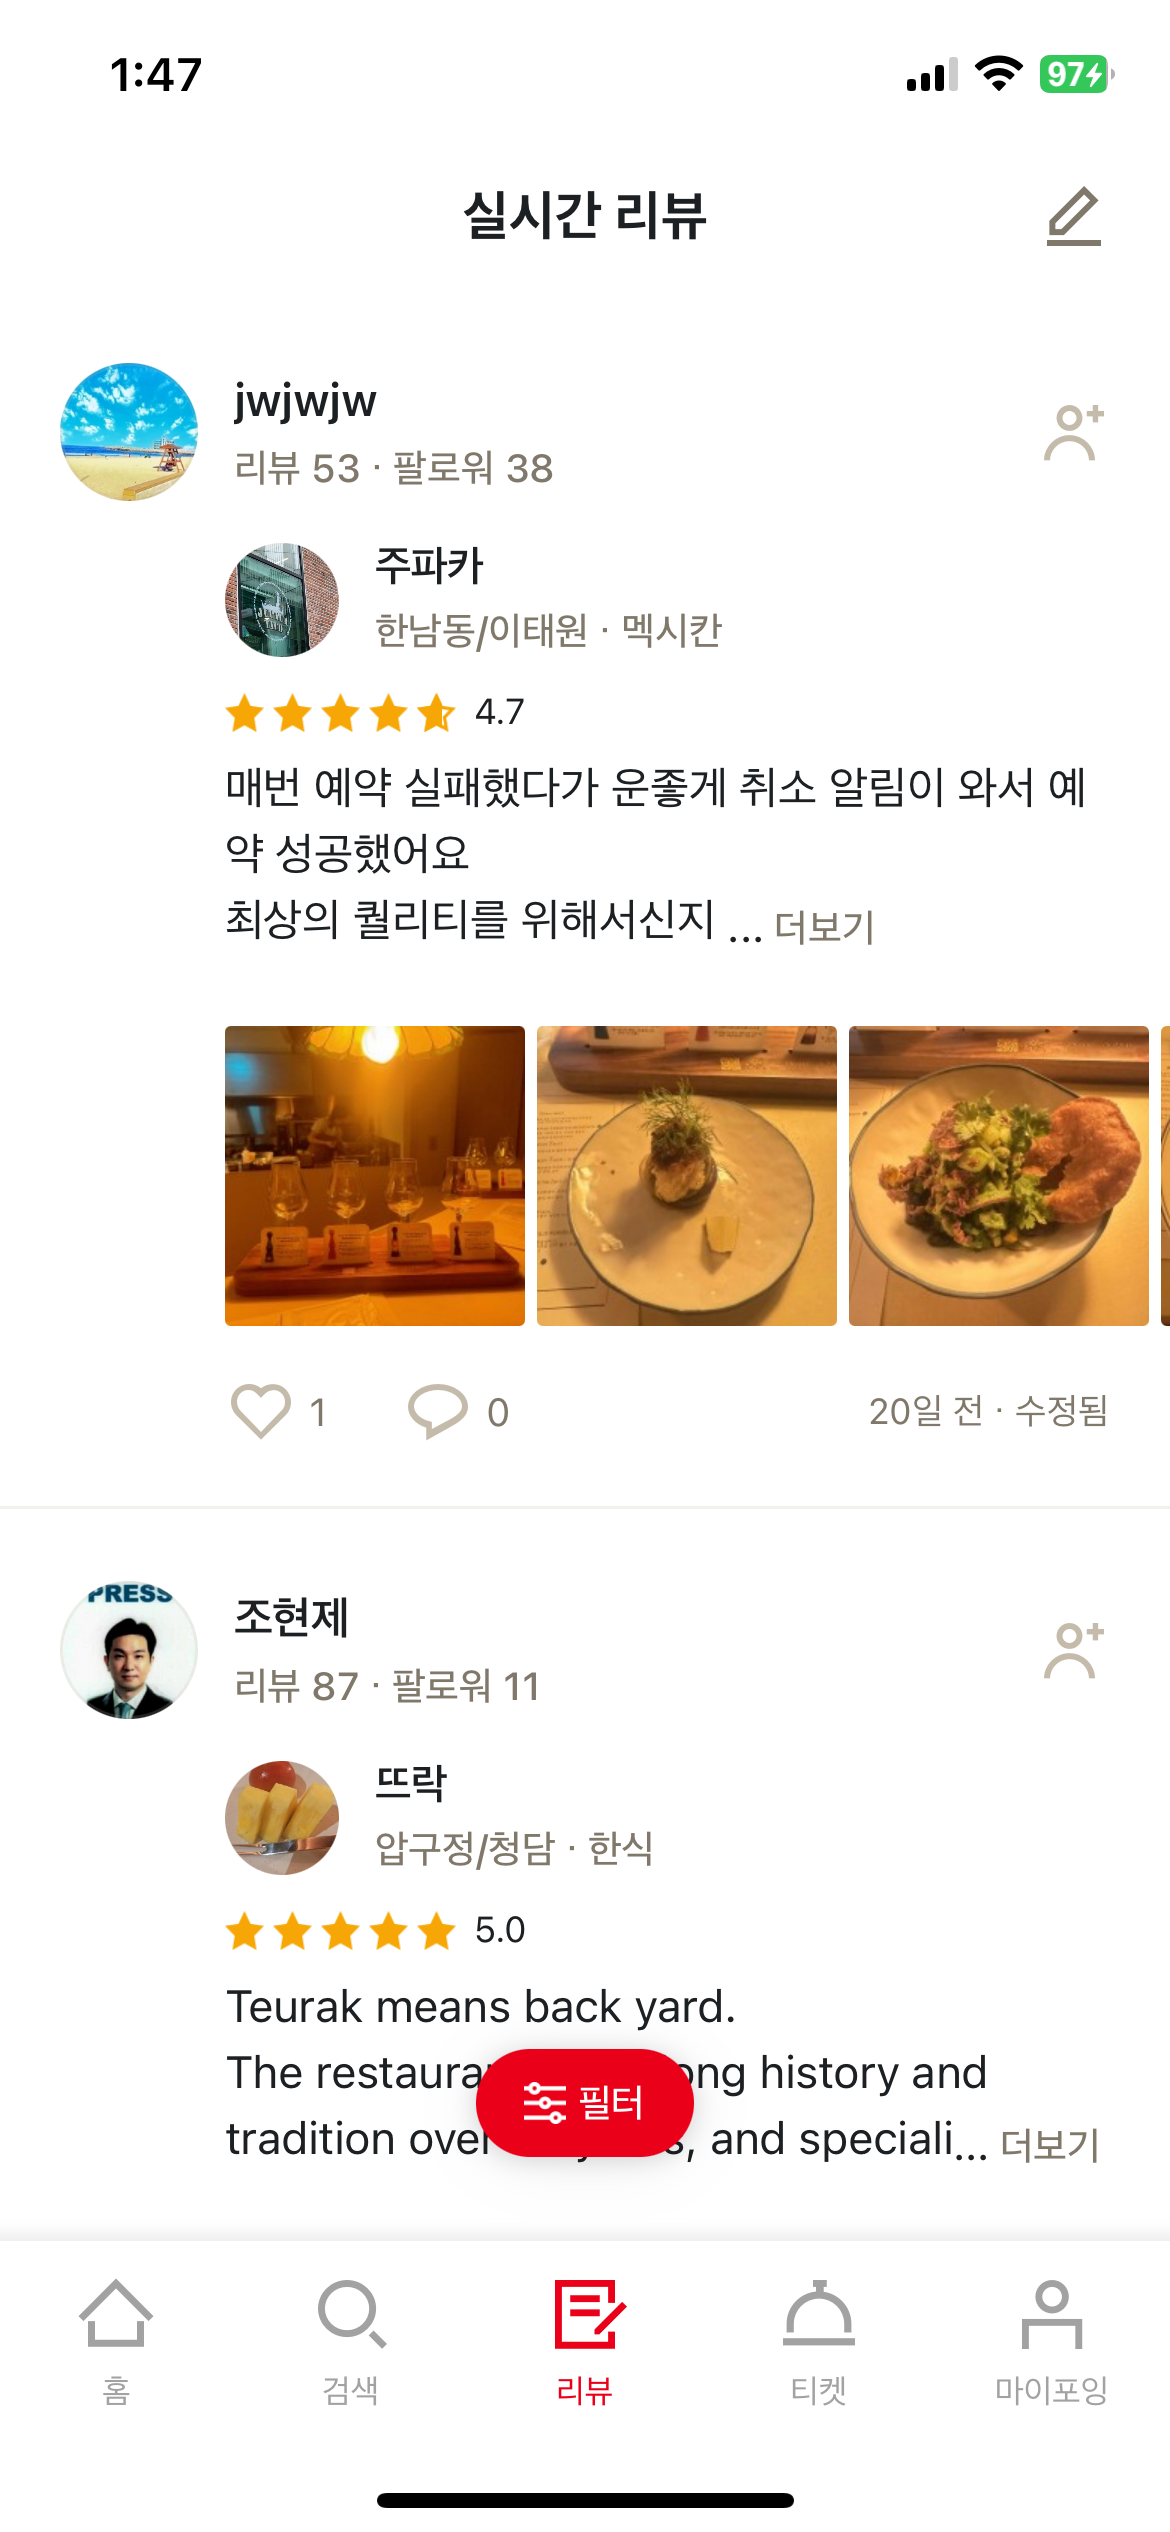 1:47
97
실시간 리뷰
jwjwjw
리뷰 53 · 팔로워 38
주파카
한남동/이태원 · 멕시칸
4.7
매번 예약 실패했다가 운좋게 취소 알림이 와서 예
약 성공했어요
최상의 퀄리티를 위해서신지 ... 더보기
1
0
20일 전 · 수정됨
PRESS
조현제
리뷰 87 · 팔로워 11
뜨락
압구정/청담 · 한식
5.0
Teurak means back yard.
The history and
tradition and speciali... 더보기
필터
홈
검색
리뷰
티켓
마이포잉